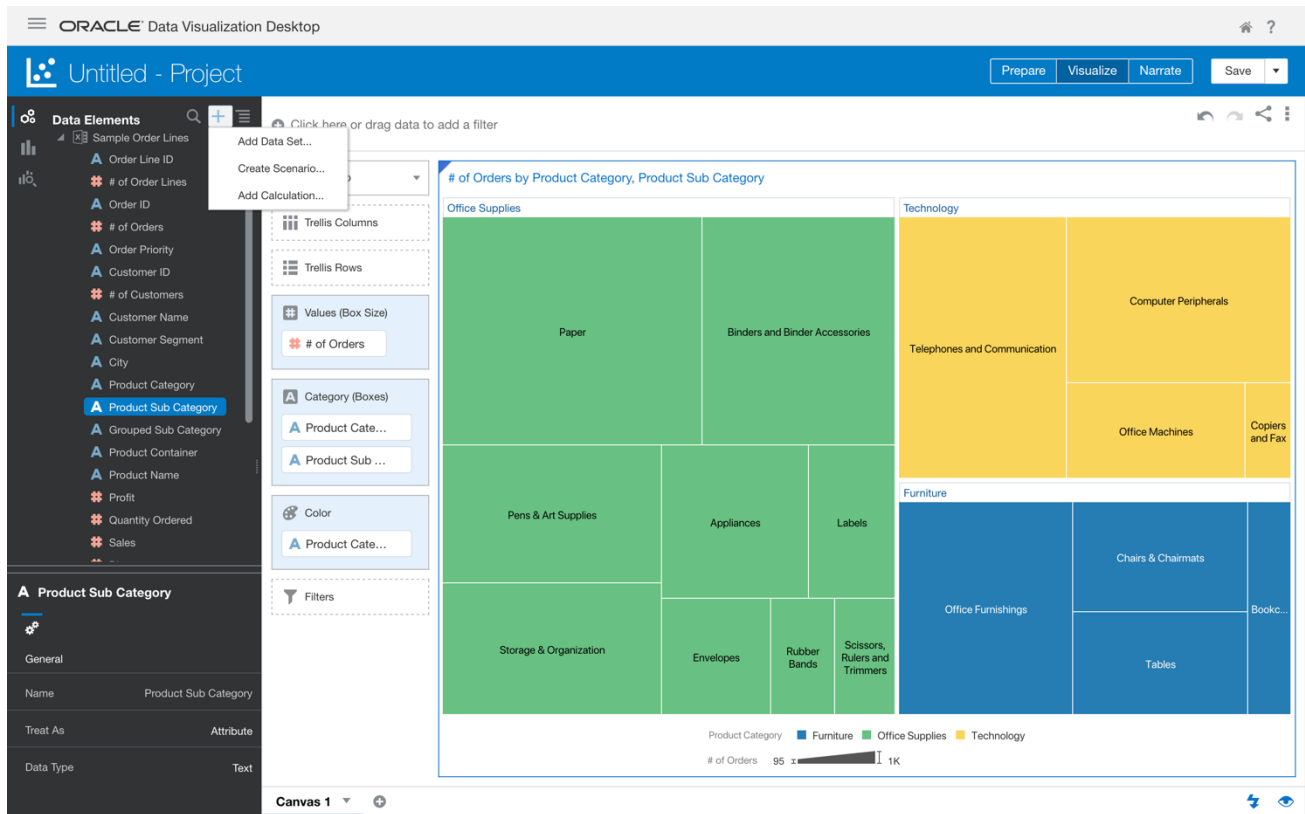 ORACLE Data Visualization Desktop
?
Untitled - Project
Prepare
Visualize
Narrate
Save
Data Elements
Sample Order Lines
A Order Line ID
# of Order Lines
A Order ID
# of Orders
A Order Priority
A Customer ID
# of Customers
A Customer Name
A Customer Segment
A City
A Product Category
A Product Sub Category
A Grouped Sub Category
A Product Container
A Product Name
# Profit
# Quantity Ordered
# Sales
Add Data Set...
Create Scenario...
Add Calculation...
A Product Sub Category
General
Name Product Sub Category
Treat As Attribute
Data Type Text
Click here or drag data to add a filter
Trellis Columns
Trellis Rows
# Values (Box Size)
# # of Orders
A Category (Boxes)
A Product Cate...
A Product Sub ...
Color
A Product Cate...
Filters
# of Orders by Product Category, Product Sub Category
Office Supplies
Paper
Binders and Binder Accessories
Pens & Art Supplies
Appliances
Labels
Storage & Organization
Envelopes
Rubber
Bands
Scissors,
Rulers and
Trimmers
Technology
Telephones and Communication
Computer Peripherals
Office Machines
Copiers
and Fax
Furniture
Office Furnishings
Chairs & Chairmats
Tables
Bookc...
Product Category Furniture Office Supplies Technology
# of Orders 95 1K
Canvas 1